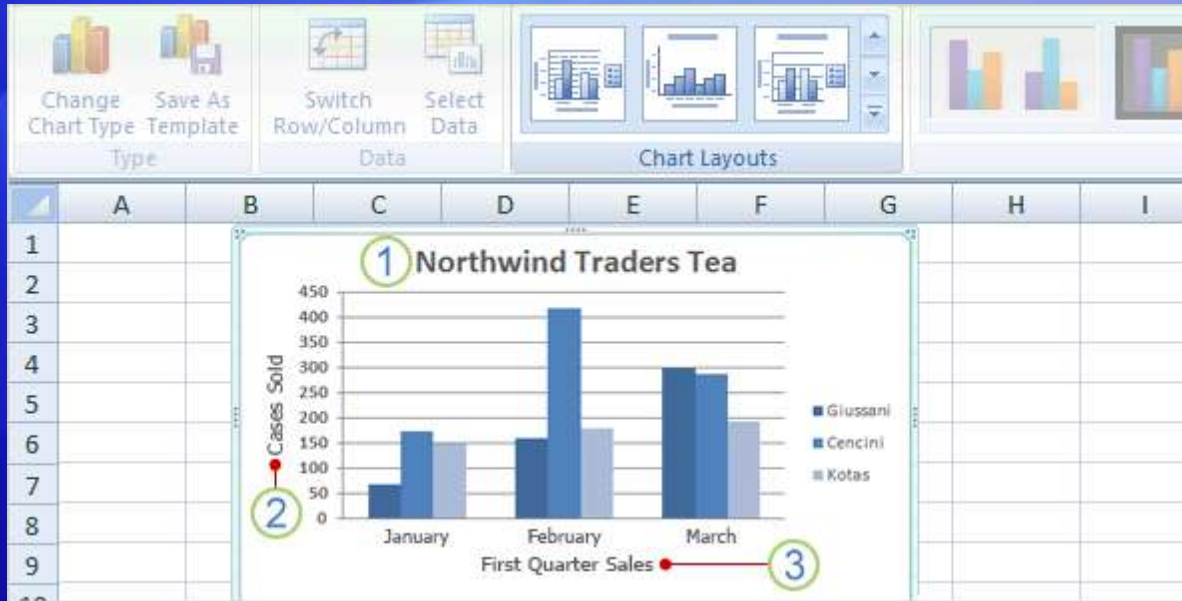 Change Chart Type
Save As Template
Switch Row/Column
Select Data
Type
Data
Chart Layouts
A B C D E F G H I
1
2
3
4
5
6
7
8
9
10
1 Northwind Traders Tea
450
400
350
300
250
200
150
100
50
0
Cases Sold
2
January February March
First Quarter Sales
3
Giussani
Cencini
Kotas